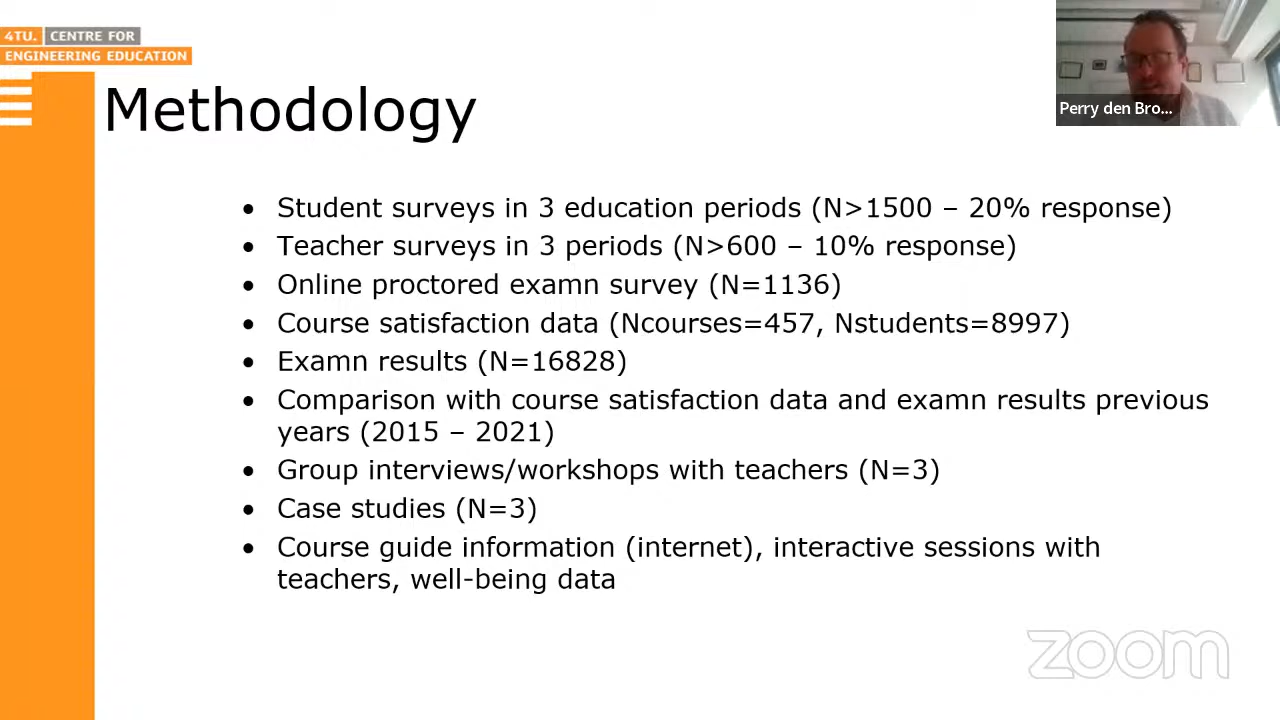 4TU. CENTRE FOR
ENGINEERING EDUCATION
Perry den Bro...
Methodology
• Student surveys in 3 education periods (N>1500 – 20% response)
• Teacher surveys in 3 periods (N>600 – 10% response)
• Online proctored examn survey (N=1136)
• Course satisfaction data (Ncourses=457, Nstudents=8997)
• Examn results (N=16828)
• Comparison with course satisfaction data and examn results previous
years (2015 – 2021)
• Group interviews/workshops with teachers (N=3)
• Case studies (N=3)
• Course guide information (internet), interactive sessions with
teachers, well-being data
zoom